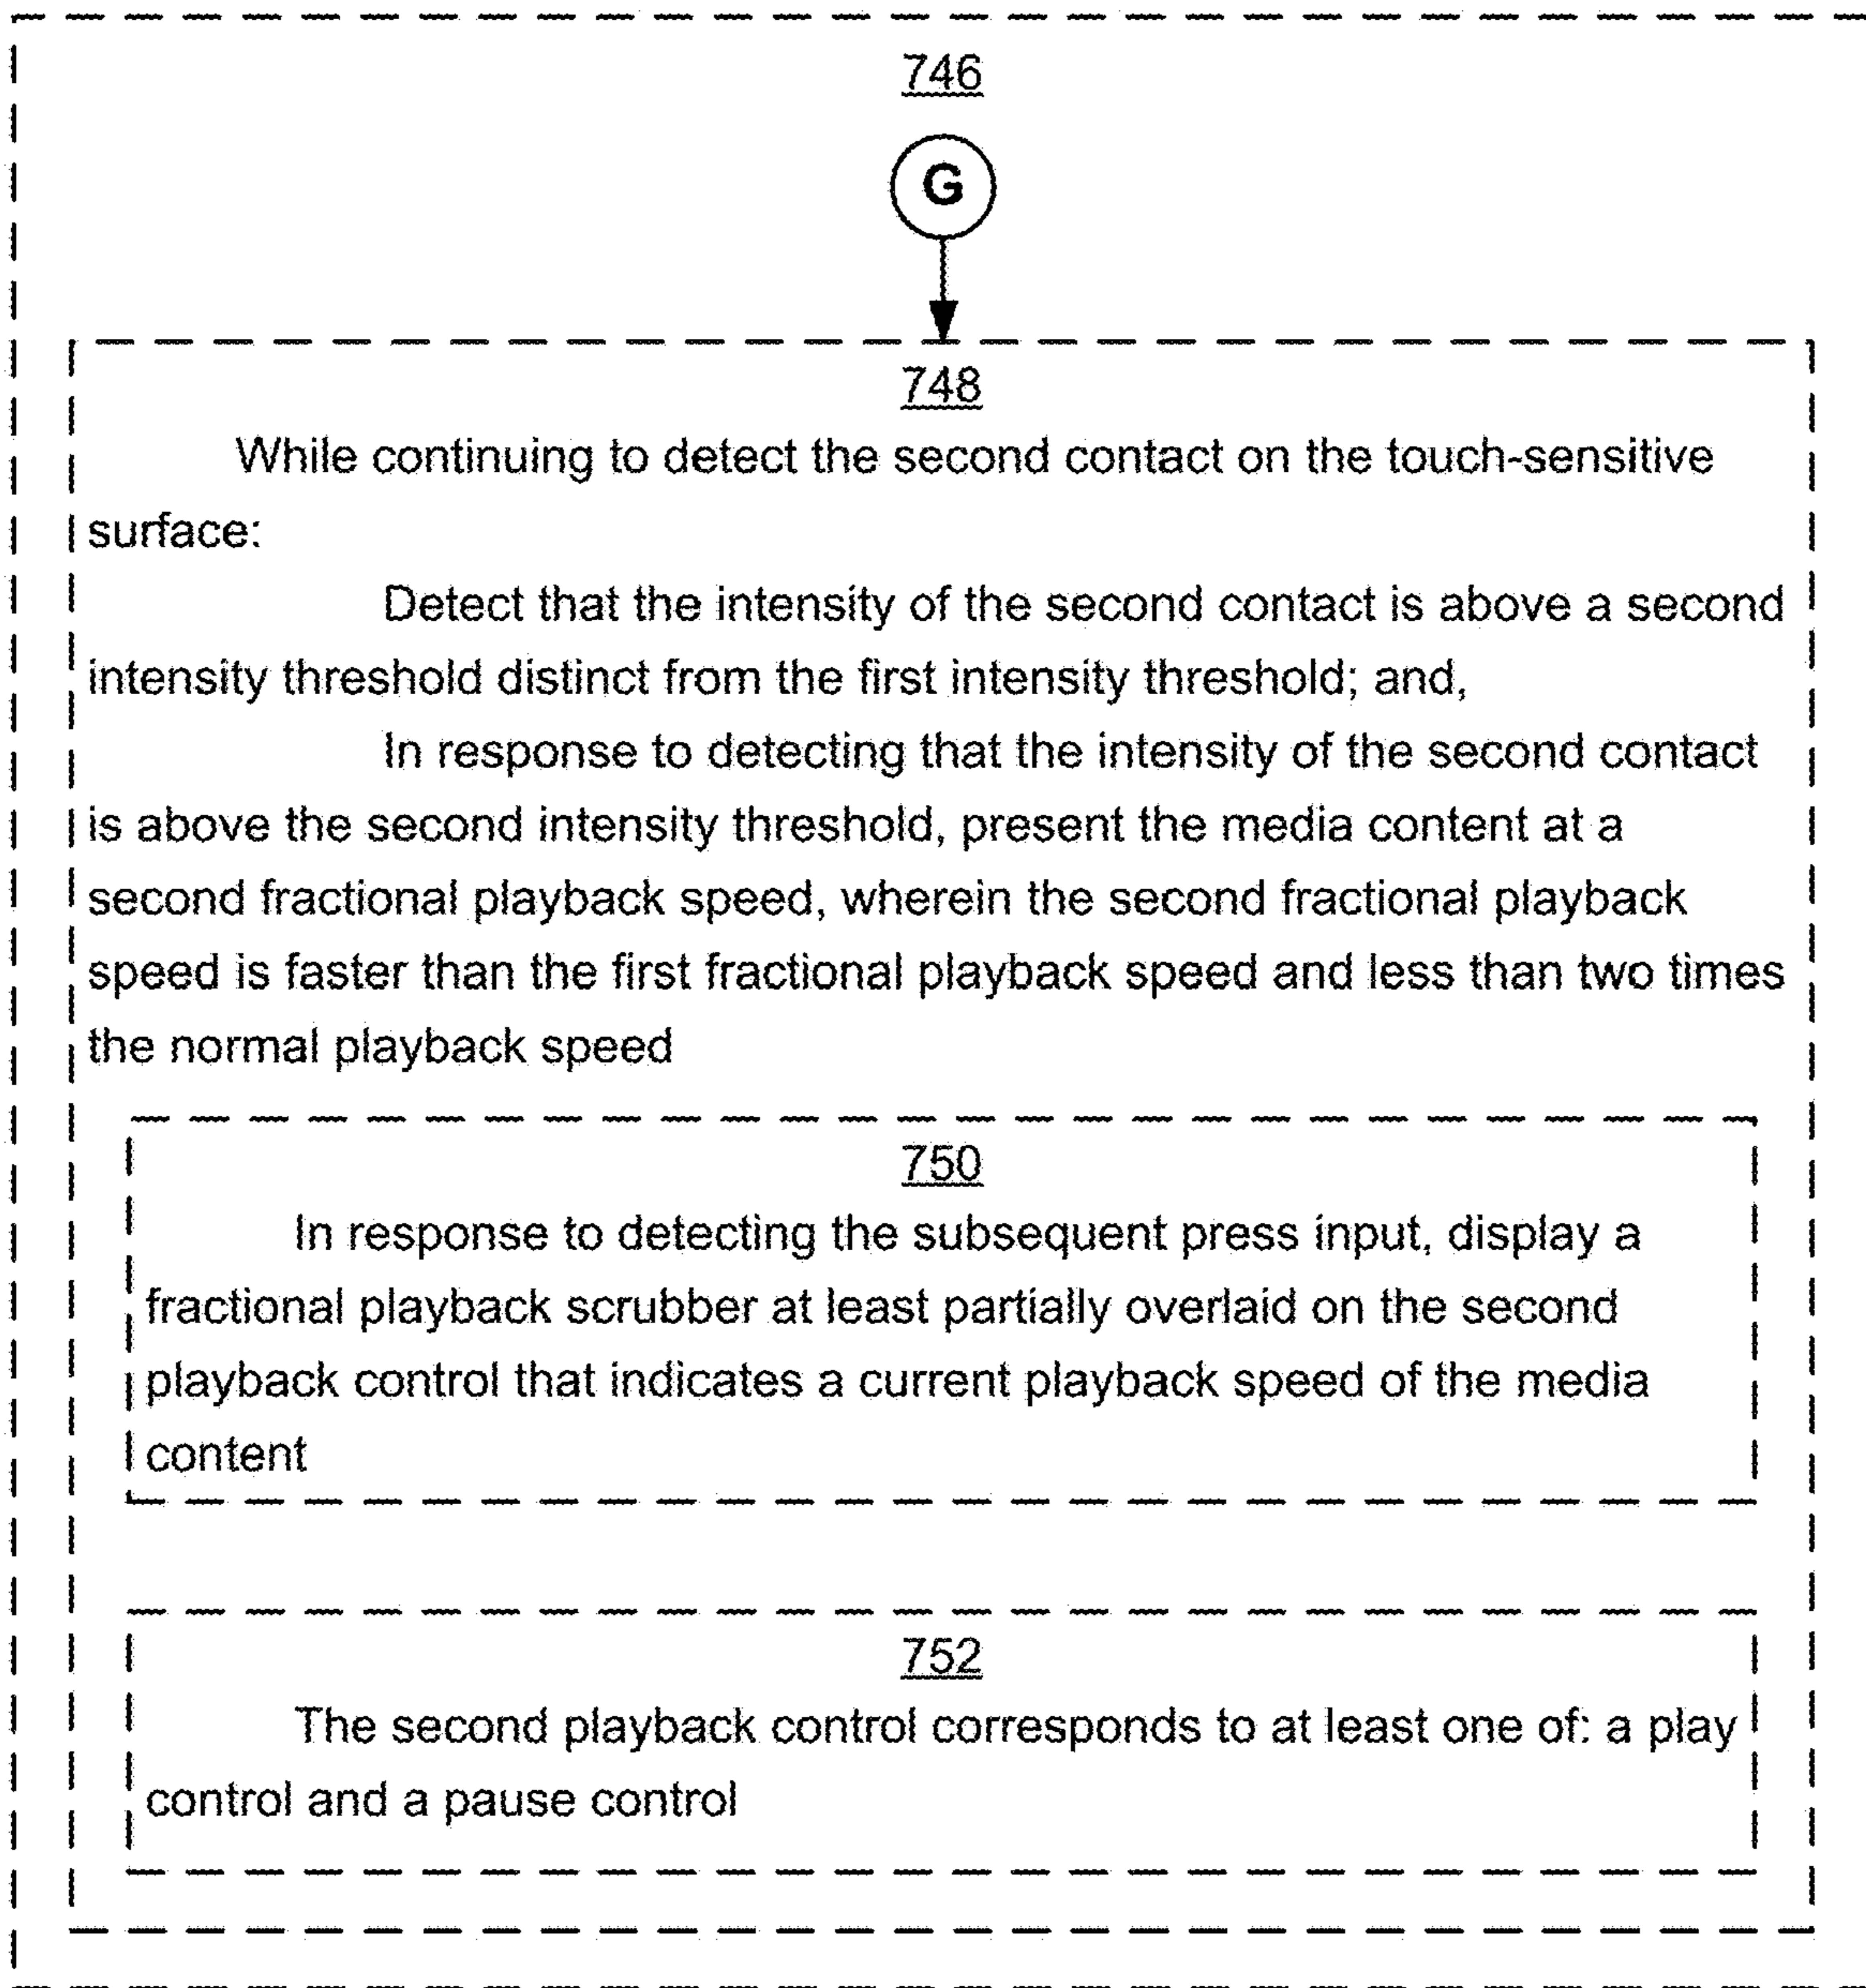 746
G
748
While continuing to detect the second contact on the touch-sensitive
surface:
Detect that the intensity of the second contact is above a second
intensity threshold distinct from the first intensity threshold; and,
In response to detecting that the intensity of the second contact
is above the second intensity threshold, present the media content at a
second fractional playback speed, wherein the second fractional playback
speed is faster than the first fractional playback speed and less than two times
the normal playback speed
750
In response to detecting the subsequent press input, display a
fractional playback scrubber at least partially overlaid on the second
playback control that indicates a current playback speed of the media
content
752
The second playback control corresponds to at least one of: a play
control and a pause control